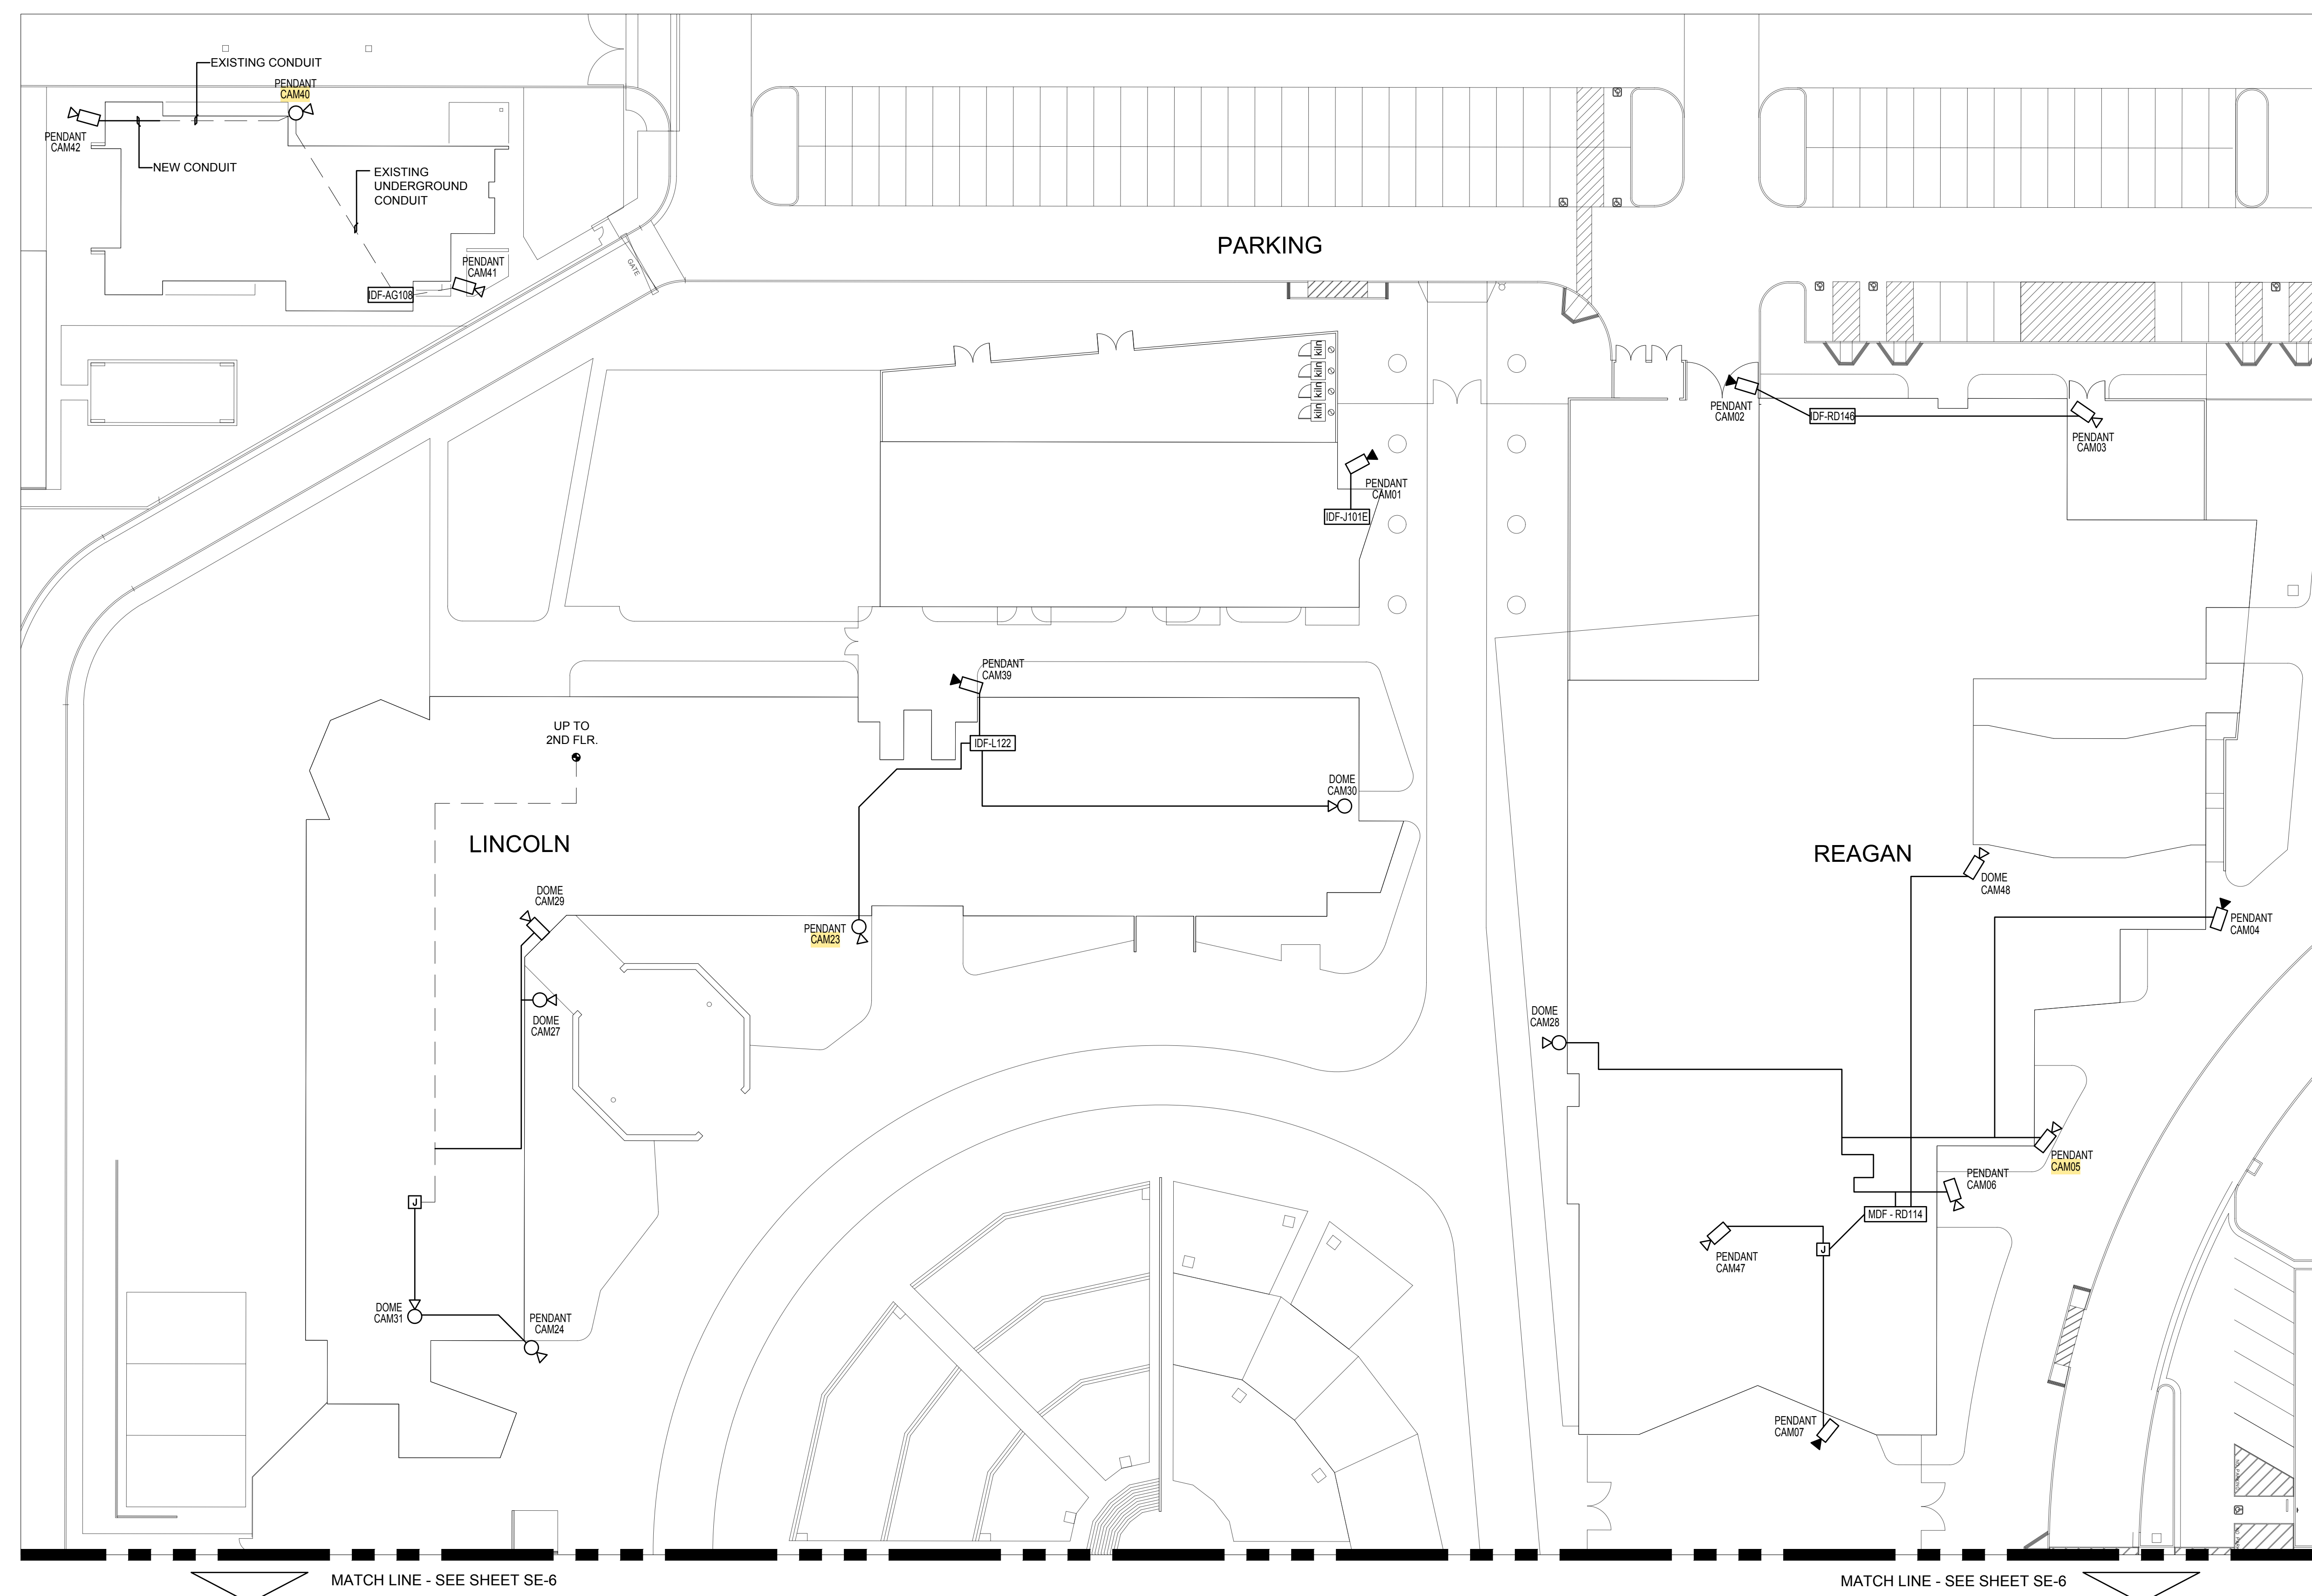 EXISTING CONDUIT
PENDANT
CAM40
PENDANT
CAM42
NEW CONDUIT
EXISTING
UNDERGROUND
CONDUIT
PENDANT
CAM41
IDF-AG108
GATE
PARKING
kiln
kiln
kiln
kiln
PENDANT
CAM01
IDF-J101E
PENDANT
CAM02
IDF-RD146
PENDANT
CAM03
PENDANT
CAM39
IDF-L122
UP TO
2ND FLR.
DOME
CAM30
LINCOLN
REAGAN
DOME
CAM29
PENDANT
CAM23
DOME
CAM48
PENDANT
CAM04
DOME
CAM27
DOME
CAM28
PENDANT
CAM05
PENDANT
CAM06
MDF - RD114
J
J
PENDANT
CAM47
DOME
CAM31
PENDANT
CAM24
PENDANT
CAM07
MATCH LINE - SEE SHEET SE-6
MATCH LINE - SEE SHEET SE-6